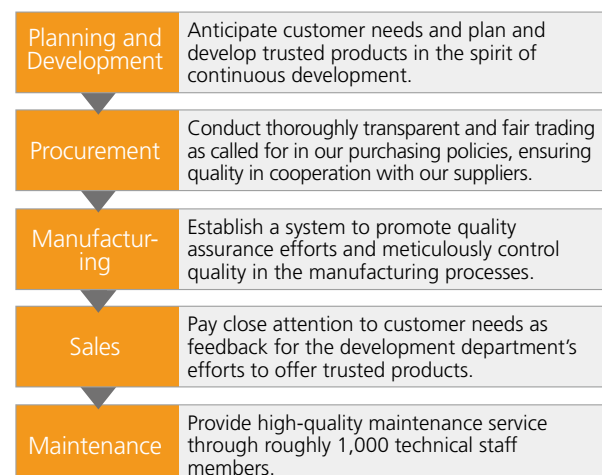 Planning and
Development
Anticipate customer needs and plan and
develop trusted products in the spirit of
continuous development.
Procurement
Conduct thoroughly transparent and fair trading
as called for in our purchasing policies, ensuring
quality in cooperation with our suppliers.
Manufactur-
ing
Establish a system to promote quality
assurance efforts and meticulously control
quality in the manufacturing processes.
Sales
Pay close attention to customer needs as
feedback for the development department’s
efforts to offer trusted products.
Maintenance
Provide high-quality maintenance service
through roughly 1,000 technical staff
members.